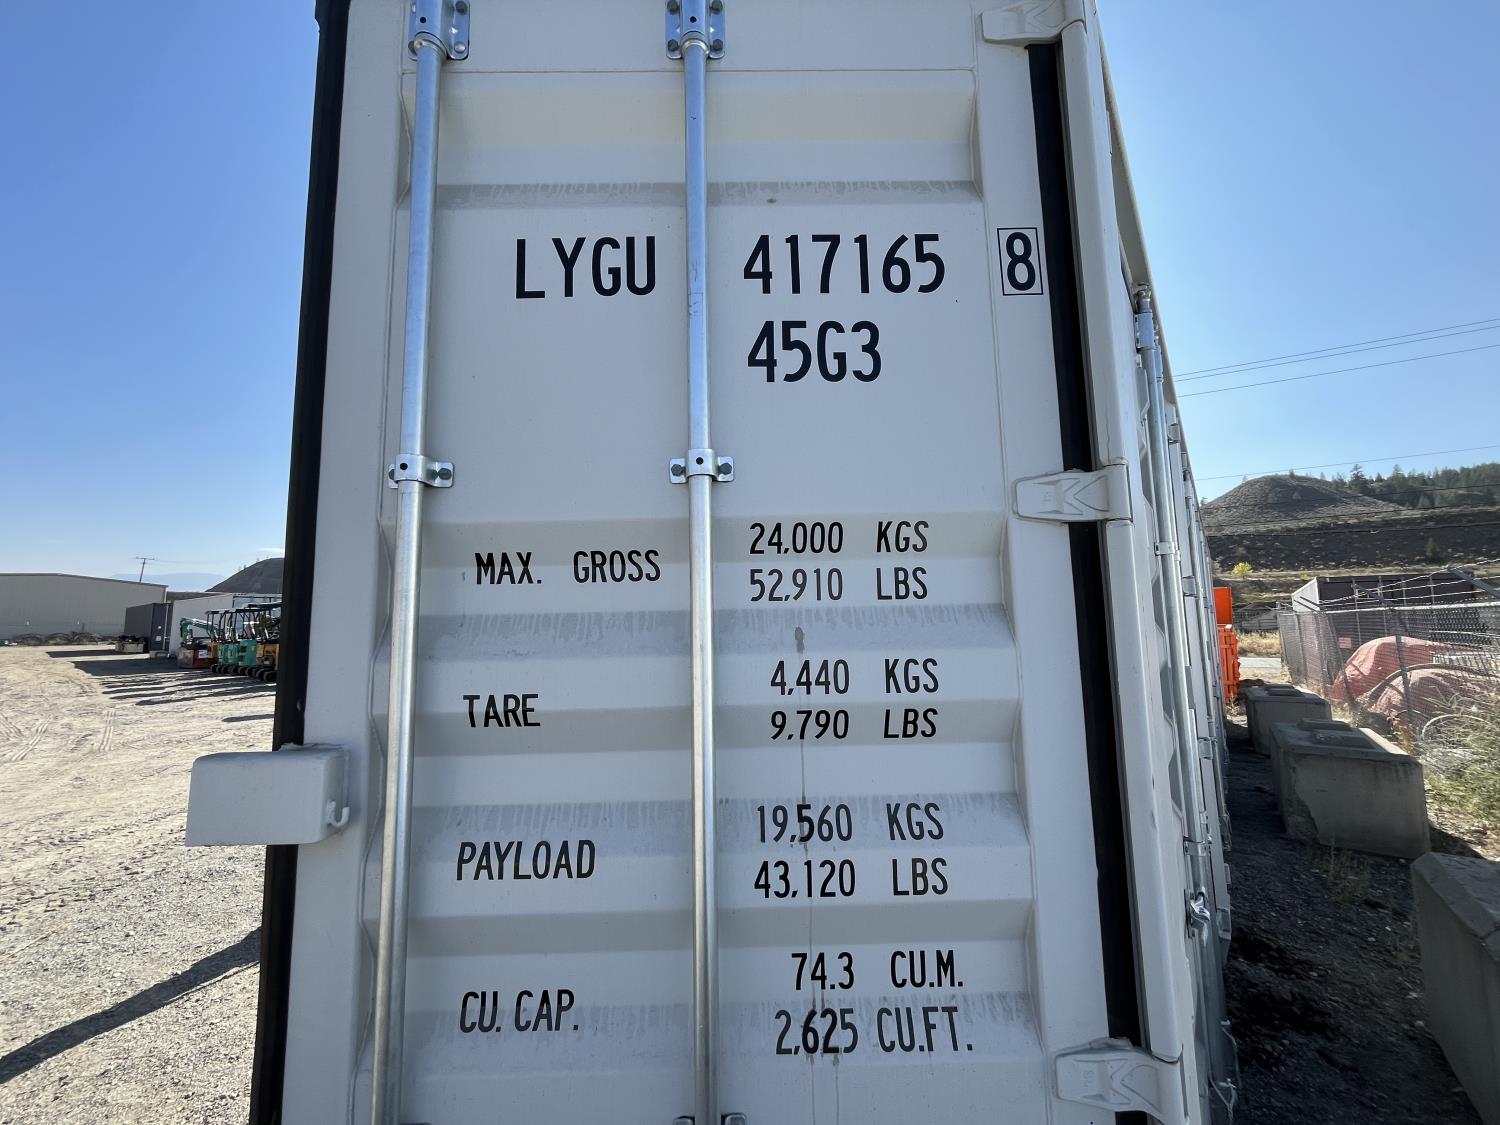 LYGU 417165 8
45G3
MAX. GROSS 24,000 KGS
52,910 LBS
TARE 4,440 KGS
9,790 LBS
PAYLOAD 19,560 KGS
43,120 LBS
CU. CAP. 74.3 CU.M.
2,625 CU.FT.